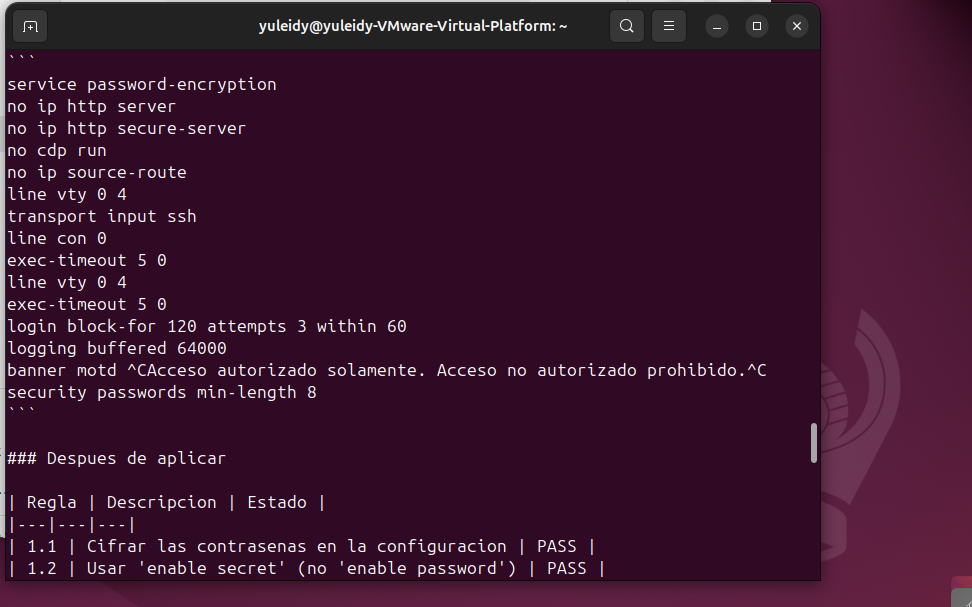 yuleidy@yuleidy-VMware-Virtual-Platform: ~
```
service password-encryption
no ip http server
no ip http secure-server
no cdp run
no ip source-route
line vty 0 4
transport input ssh
line con 0
exec-timeout 5 0
line vty 0 4
exec-timeout 5 0
login block-for 120 attempts 3 within 60
logging buffered 64000
banner motd ^CAcceso autorizado solamente. Acceso no autorizado prohibido.^C
security passwords min-length 8
```
### Despues de aplicar
| Regla | Descripcion | Estado |
|---|---|---|
| 1.1 | Cifrar las contrasenas en la configuracion | PASS |
| 1.2 | Usar 'enable secret' (no 'enable password') | PASS |